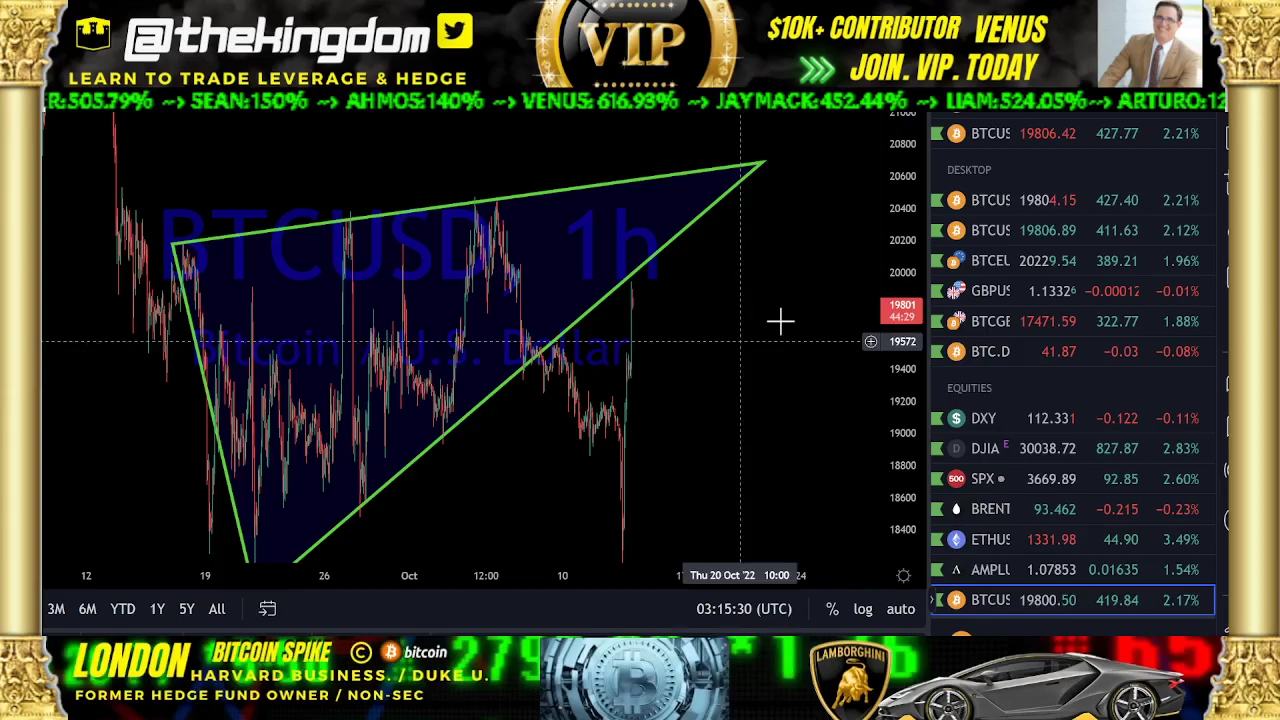 @thekingdom
LEARN TO TRADE LEVERAGE & HEDGE
VIP
$10K+ CONTRIBUTOR VENUS
>>> JOIN. VIP. TODAY
R:505.79% ~> SEAN:150% ~> AHMOS:140% ~> VENUS: 616.93% ~> JAYMACK:452.44% ~> LIAM:524.05% ~> ARTURO:12
BTCUSD, 1h
Bitcoin / U.S. Dollar
21000
20800
20600
20400
20200
20000
19801
44:29
19572
19400
19200
19000
18800
18600
18400
12 19 26 Oct 12:00 10 Thu 20 Oct '22 10:00 24
3M 6M YTD 1Y 5Y All 03:15:30 (UTC) % log auto
BTCUS 19806.42 427.77 2.21%
DESKTOP
BTCUS 19804.15 427.40 2.21%
BTCUS 19806.89 411.63 2.12%
BTCEU 20229.54 389.21 1.96%
GBPUS 1.13326 −0.00012 −0.01%
BTCGE 17471.59 322.77 1.88%
BTC.D 41.87 −0.03 −0.08%
EQUITIES
DXY 112.331 −0.122 −0.11%
DJIA E 30038.72 827.87 2.83%
500 SPX 3669.89 92.85 2.60%
BRENT 93.462 −0.215 −0.23%
ETHUS 1331.98 44.90 3.49%
AMPLU 1.07853 0.01635 1.54%
BTCUS 19800.50 419.84 2.17%
LONDON BITCOIN SPIKE © bitcoin
HARVARD BUSINESS. / DUKE U.
FORMER HEDGE FUND OWNER / NON-SEC
LAMBORGHINI